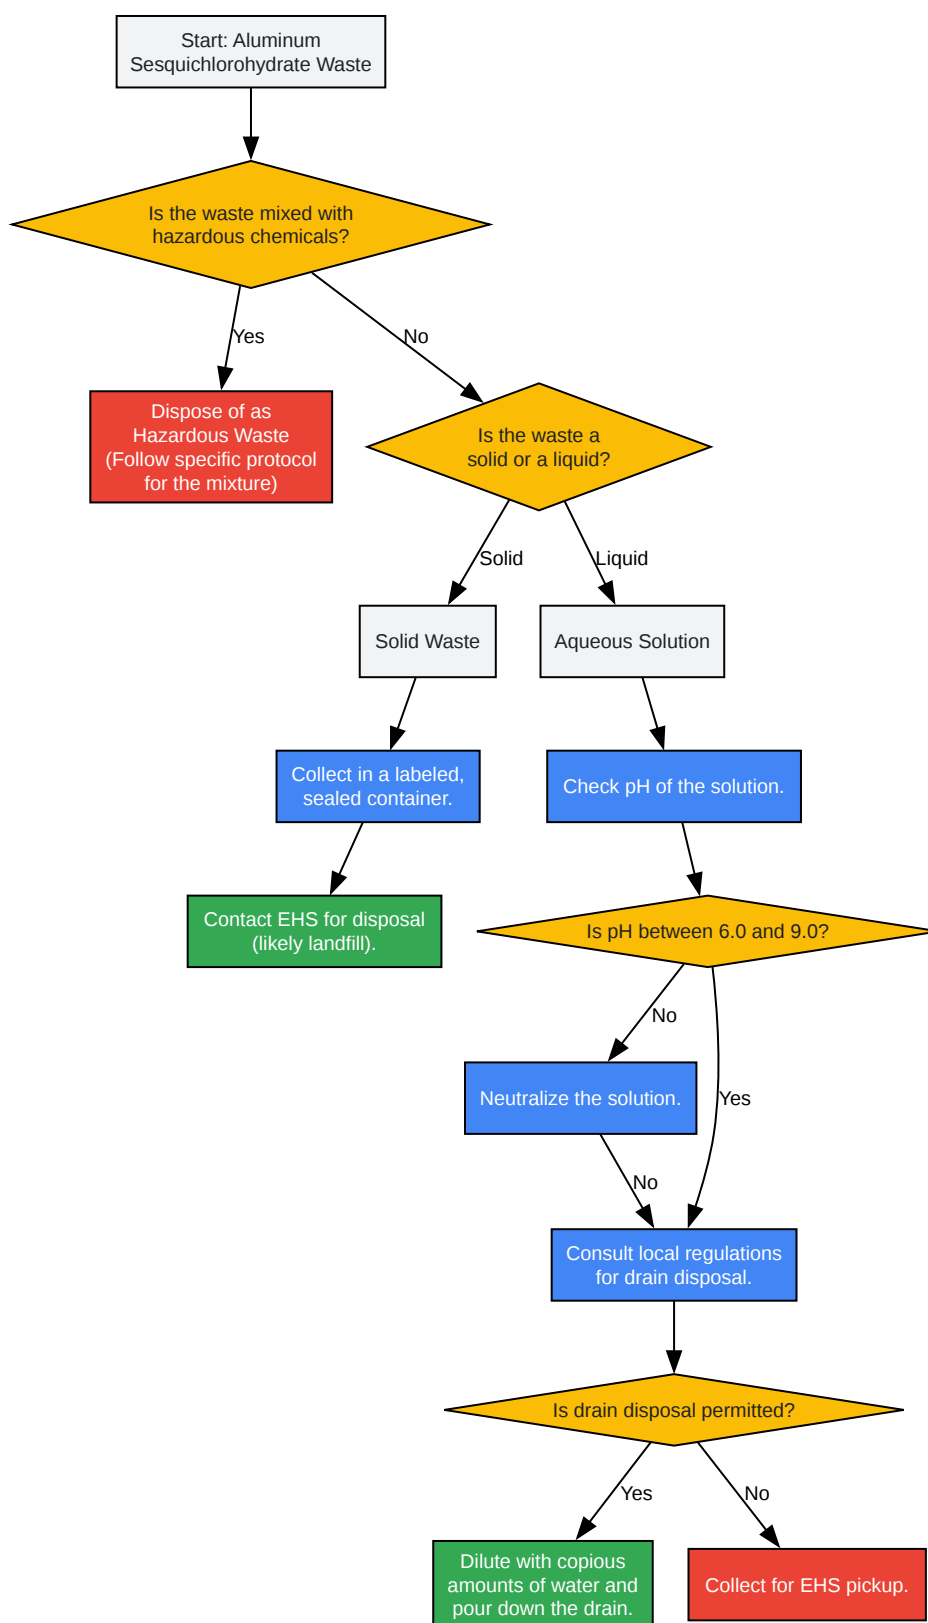 Start: Aluminum
Sesquichlorohydrate Waste
Is the waste mixed with
hazardous chemicals?
Yes
No
Dispose of as
Hazardous Waste
(Follow specific protocol
for the mixture)
Is the waste a
solid or a liquid?
Solid
Liquid
Solid Waste
Aqueous Solution
Collect in a labeled,
sealed container.
Check pH of the solution.
Contact EHS for disposal
(likely landfill).
Is pH between 6.0 and 9.0?
No
Yes
Neutralize the solution.
No
Consult local regulations
for drain disposal.
Is drain disposal permitted?
Yes
No
Dilute with copious
amounts of water and
pour down the drain.
Collect for EHS pickup.